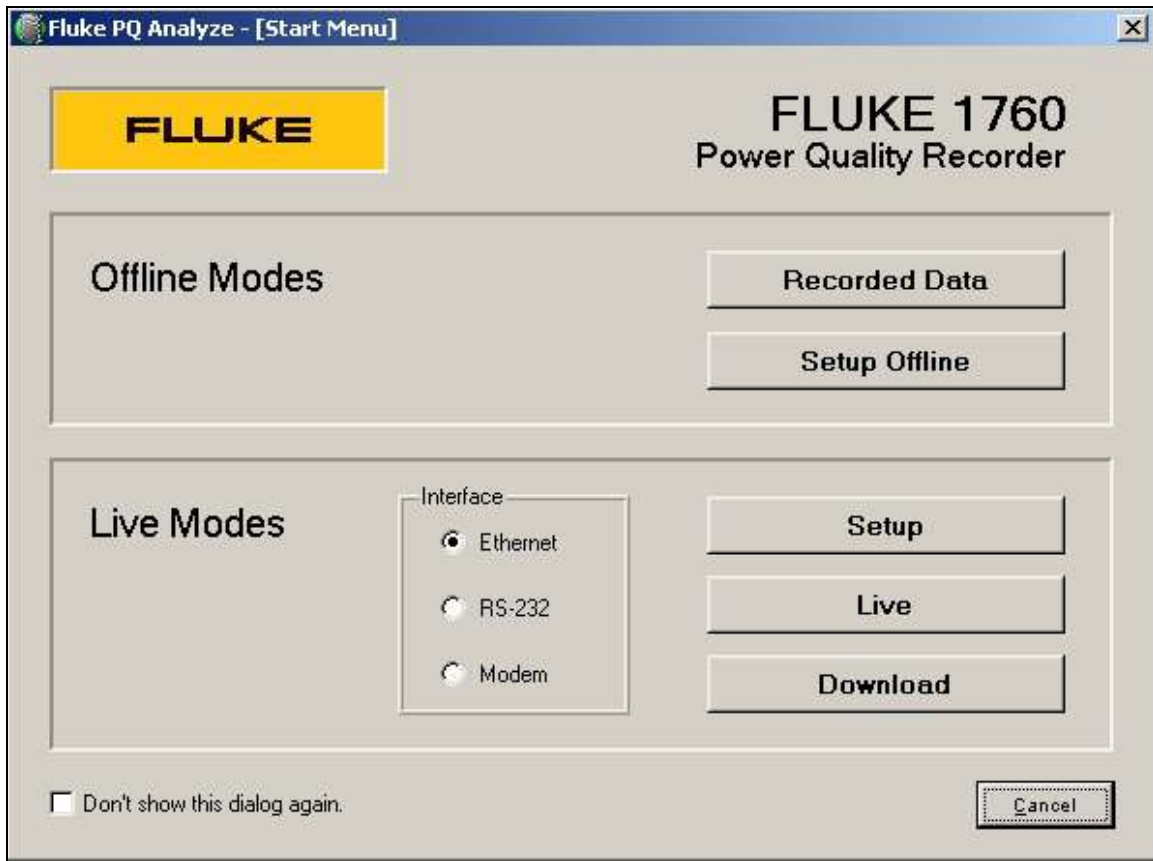 Fluke PQ Analyze - [Start Menu]
FLUKE
FLUKE 1760
Power Quality Recorder
Offline Modes
Recorded Data
Setup Offline
Live Modes
Interface
Ethernet
RS-232
Modem
Setup
Live
Download
Don't show this dialog again.
Cancel